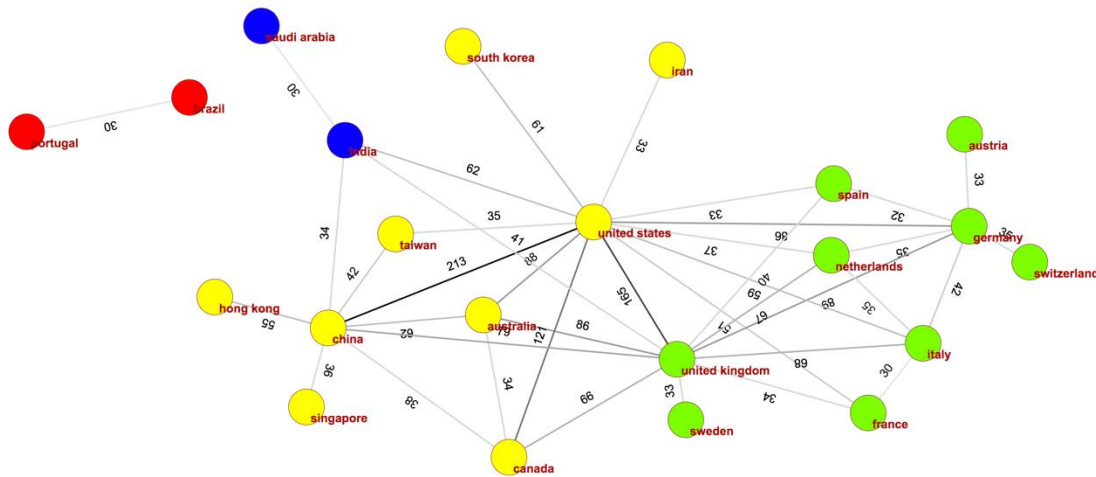 saudi arabia
south korea
iran
30
brazil
30
portugal
61
33
austria
india
62
33
spain
32
35
33
36
34
taiwan
united states
41
88
37
35
germany
35
switzerland
213
netherlands
42
40
59
165
89
35
42
hong kong
55
china
62
79
australia
86
121
51
67
italy
united kingdom
68
30
36
34
38
33
34
66
singapore
sweden
france
canada